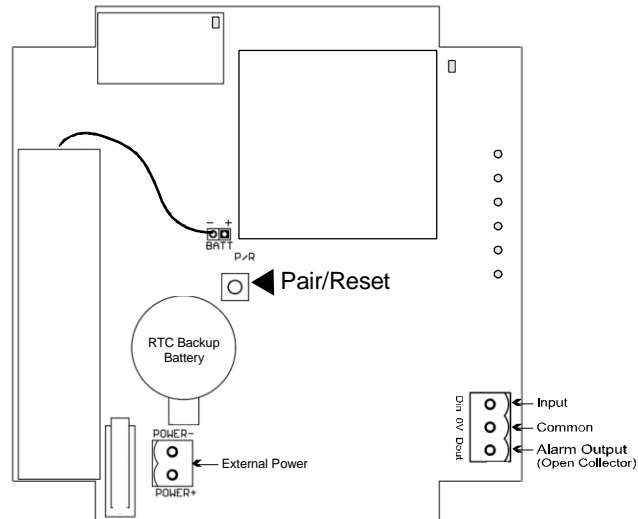 - +
BATT
P/R
Pair/Reset
RTC Backup
Battery
POWER-
External Power
POWER+
Din 0V Dout
Input
Common
Alarm Output
(Open Collector)